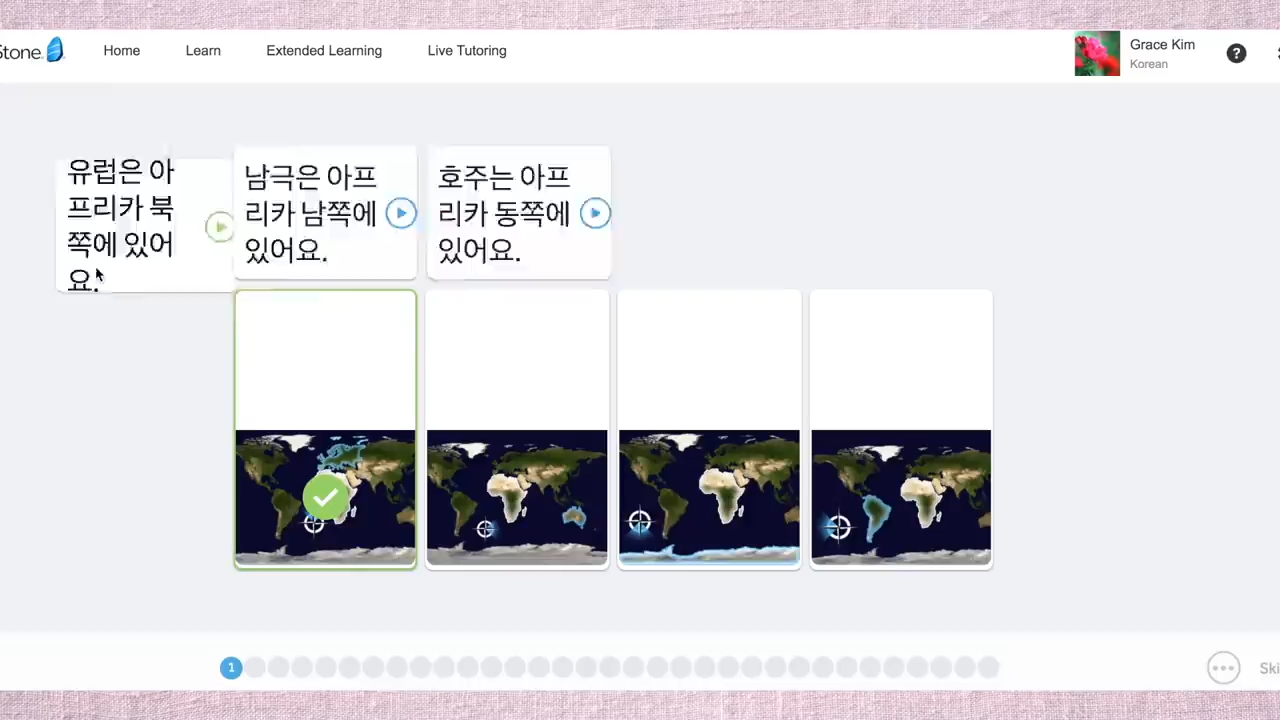 Stone
Home
Learn
Extended Learning
Live Tutoring
Grace Kim
Korean
?
유럽은 아
프리카 북
쪽에 있어
요.
남극은 아프
리카 남쪽에
있어요.
호주는 아프
리카 동쪽에
있어요.
1
Ski